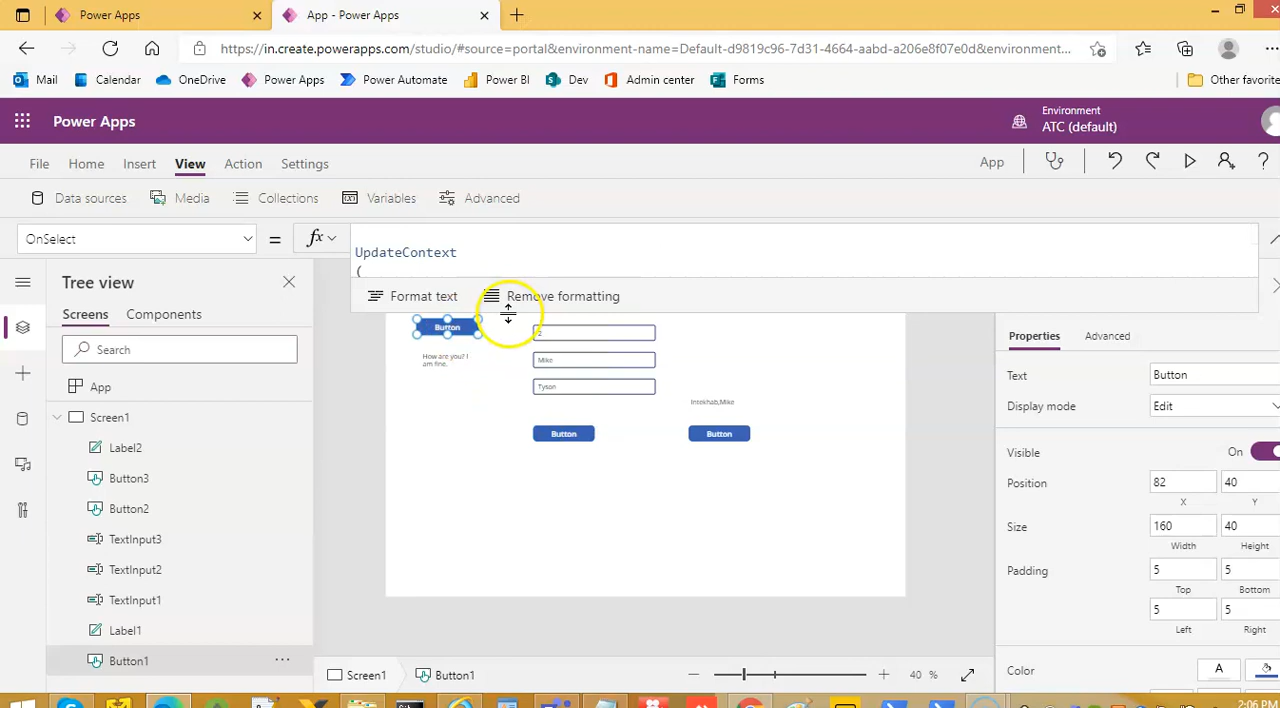 Power Apps
App - Power Apps
https://in.create.powerapps.com/studio/#source=portal&environment-name=Default-d9819c96-7d31-4664-aabd-a206e8f07e0d&environment...
Mail Calendar OneDrive Power Apps Power Automate Power BI Dev Admin center Forms Other favorite
Power Apps
Environment
ATC (default)
File Home Insert View Action Settings App
Data sources Media Collections Variables Advanced
OnSelect = fx
UpdateContext
(
Format text Remove formatting
Tree view
Screens Components
Search
App
Screen1
Label2
Button3
Button2
TextInput3
TextInput2
TextInput1
Label1
Button1
Button
2
How are you? I
am fine.
Mike
Tyson
Intekhab,Mike
Button
Button
Screen1 Button1
40 %
Properties Advanced
Text Button
Display mode Edit
Visible On
Position 82 40
X Y
Size 160 40
Width Height
Padding 5 5
Top Bottom
5 5
Left Right
Color A
2:06 PM